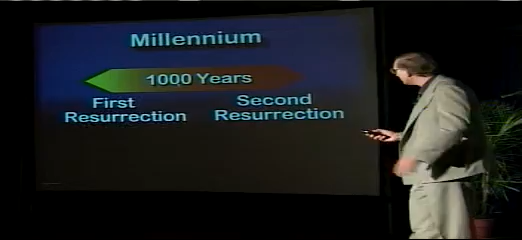 Millennium
1000 Years
First
Resurrection
Second
Resurrection